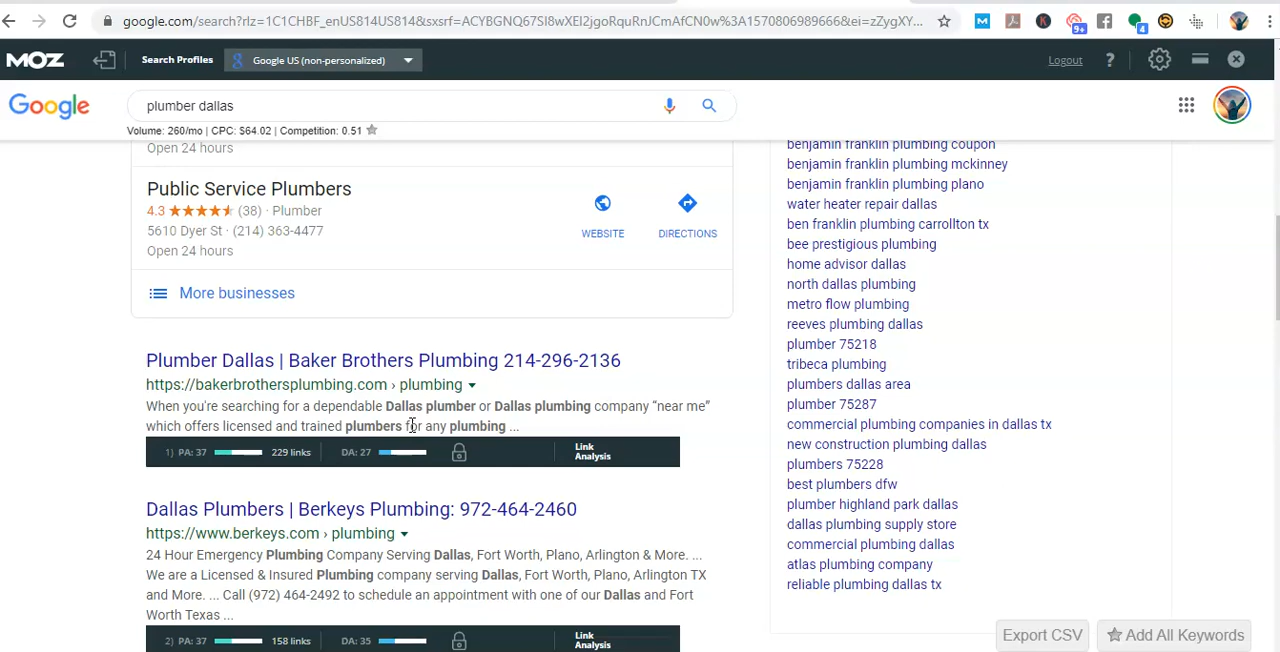 google.com/search?rlz=1C1CHBF_enUS814US814&sxsrf=ACYBGNQ67SI8wXEI2jgoRquRnJCmAfCN0w%3A1570806989666&ei=zZygXY...
9+
4
MOZ
Search Profiles
Google US (non-personalized)
Logout
?
Google
plumber dallas
Volume: 260/mo | CPC: $64.02 | Competition: 0.51
Open 24 hours
Public Service Plumbers
4.3 (38) · Plumber
5610 Dyer St · (214) 363-4477
Open 24 hours
WEBSITE
DIRECTIONS
More businesses
Plumber Dallas | Baker Brothers Plumbing 214-296-2136
https://bakerbrothersplumbing.com › plumbing
When you're searching for a dependable Dallas plumber or Dallas plumbing company “near me”
which offers licensed and trained plumbers for any plumbing ...
1) PA: 37 229 links DA: 27 Link Analysis
Dallas Plumbers | Berkeys Plumbing: 972-464-2460
https://www.berkeys.com › plumbing
24 Hour Emergency Plumbing Company Serving Dallas, Fort Worth, Plano, Arlington & More. ...
We are a Licensed & Insured Plumbing company serving Dallas, Fort Worth, Plano, Arlington TX
and More. ... Call (972) 464-2492 to schedule an appointment with one of our Dallas and Fort
Worth Texas ...
2) PA: 37 158 links DA: 35 Link Analysis
benjamin franklin plumbing coupon
benjamin franklin plumbing mckinney
benjamin franklin plumbing plano
water heater repair dallas
ben franklin plumbing carrollton tx
bee prestigious plumbing
home advisor dallas
north dallas plumbing
metro flow plumbing
reeves plumbing dallas
plumber 75218
tribeca plumbing
plumbers dallas area
plumber 75287
commercial plumbing companies in dallas tx
new construction plumbing dallas
plumbers 75228
best plumbers dfw
plumber highland park dallas
dallas plumbing supply store
commercial plumbing dallas
atlas plumbing company
reliable plumbing dallas tx
Export CSV
Add All Keywords